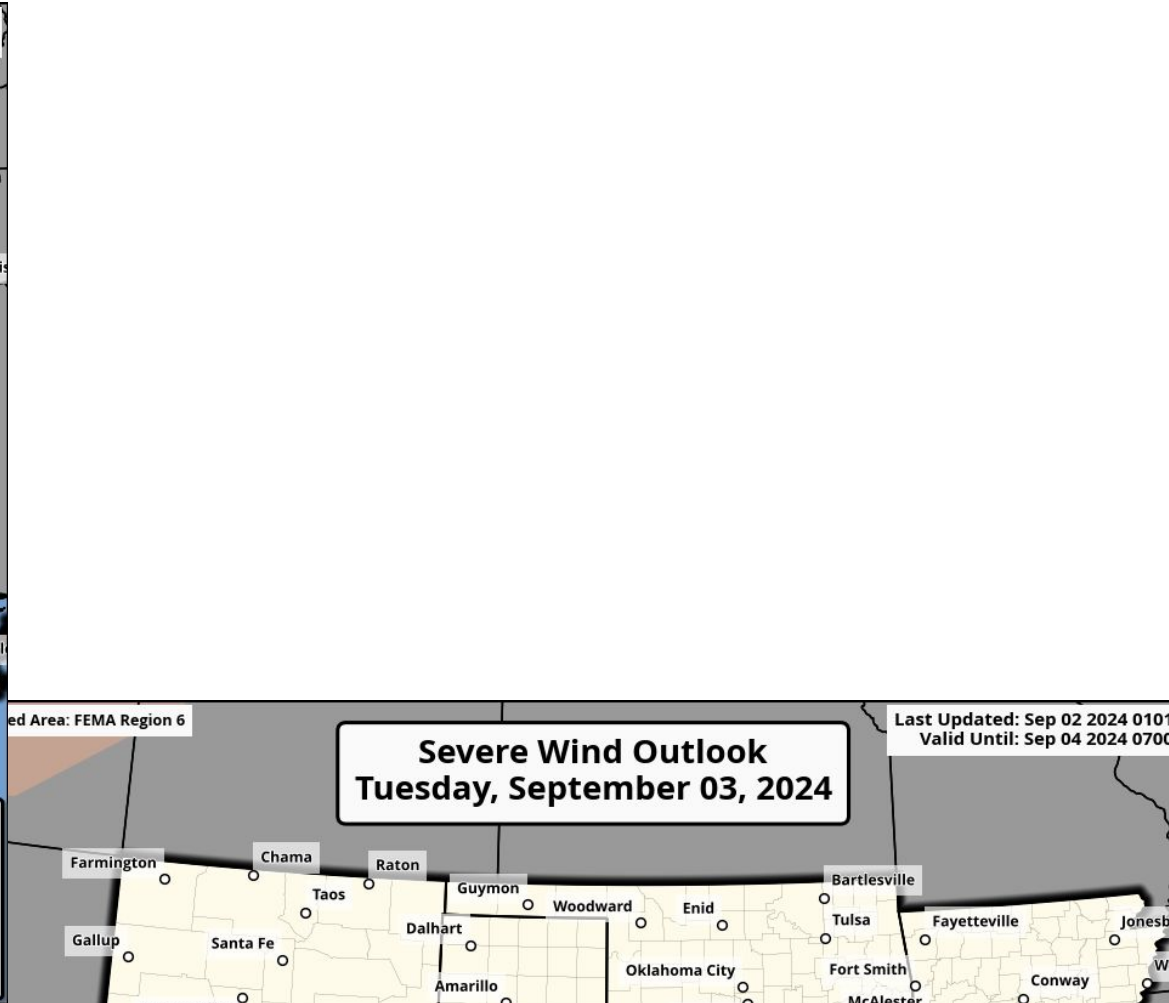 ed Area: FEMA Region 6
Last Updated: Sep 02 2024 0101
Valid Until: Sep 04 2024 0700
Severe Wind Outlook
Tuesday, September 03, 2024
Farmington
Chama
Raton
Taos
Guymon
Woodward
Enid
Bartlesville
Tulsa
Fayetteville
Jonesb
Gallup
Santa Fe
Dalhart
Amarillo
Oklahoma City
Fort Smith
McAlester
Conway
W